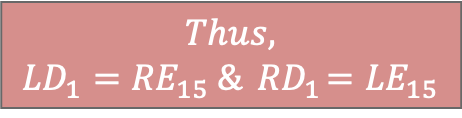 Thus,
LD₁ = RE₁₅ & RD₁ = LE₁₅